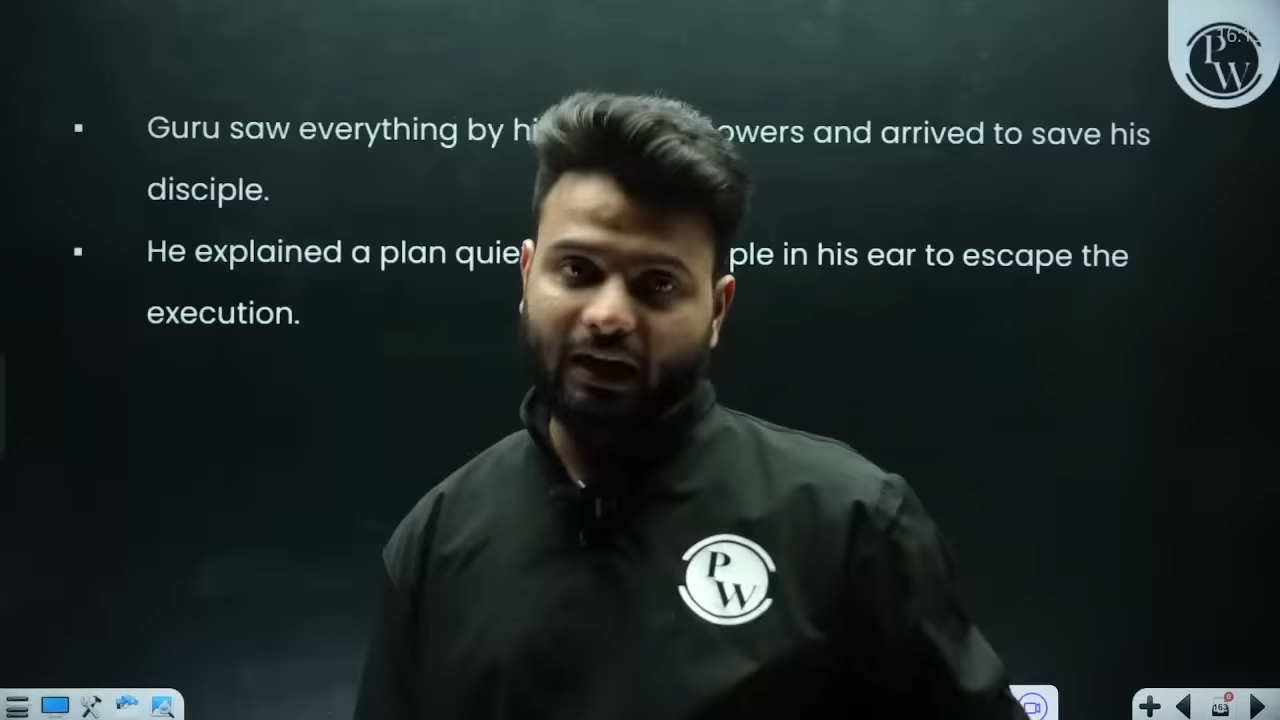 PW
Guru saw everything by hi owers and arrived to save his
disciple.
He explained a plan quie ple in his ear to escape the
execution.
PW
163